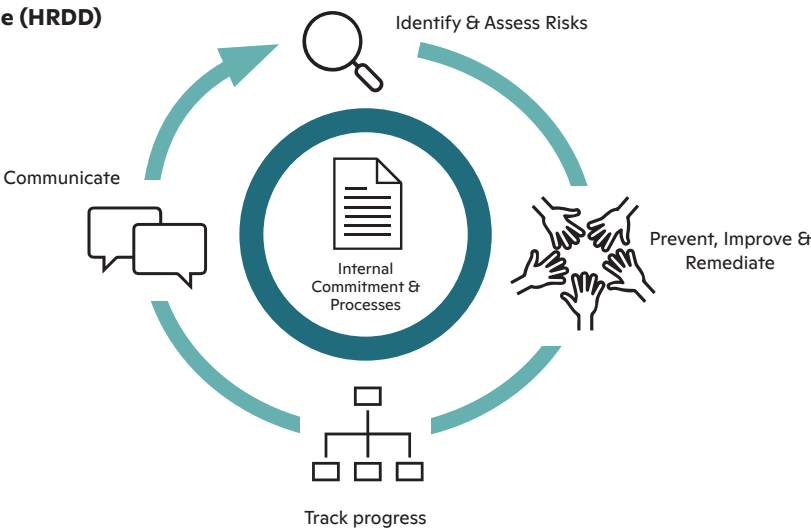 e (HRDD)
Identify & Assess Risks
Communicate
Prevent, Improve &
Remediate
Internal
Commitment &
Processes
Track progress